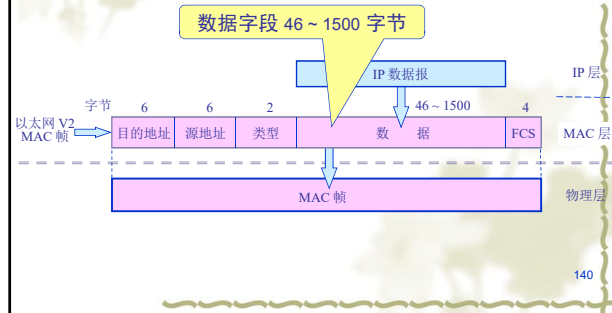 数据字段 46 ~ 1500 字节
IP 数据报
IP 层
字节
6
6
2
46 ~ 1500
4
以太网 V2
MAC 帧
目的地址
源地址
类型
数 据
FCS
MAC 层
MAC 帧
物理层
140